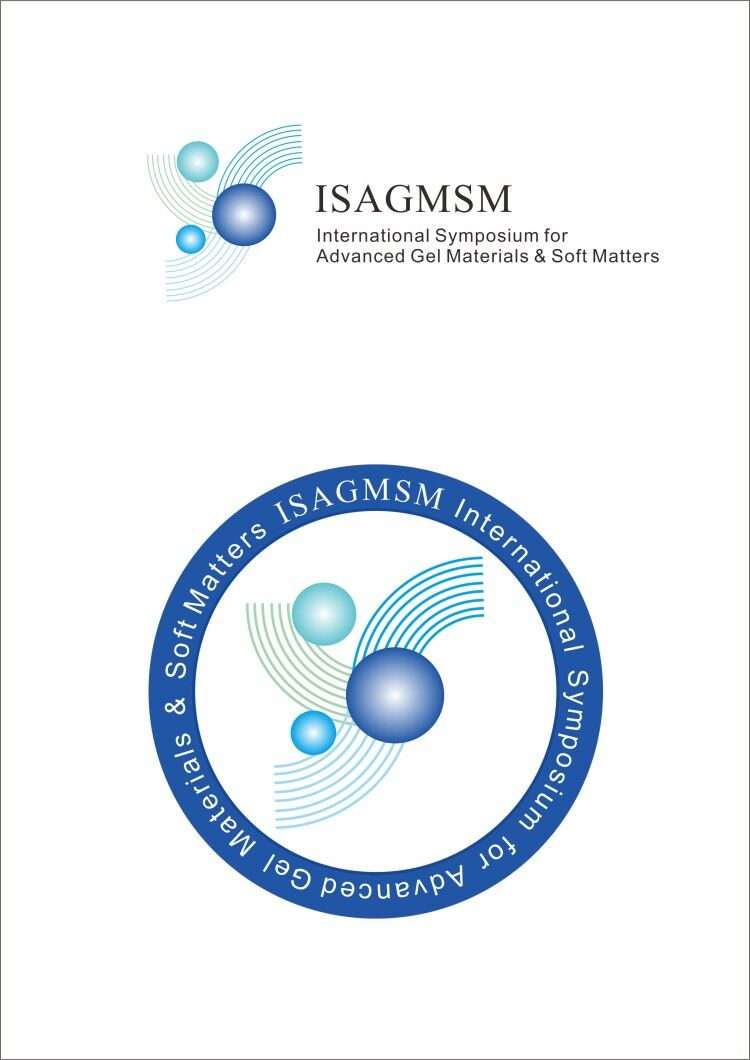 ISAGMSM
International Symposium for
Advanced Gel Materials & Soft Matters
ISAGMSM International Symposium for Advanced Gel Materials & Soft Matters